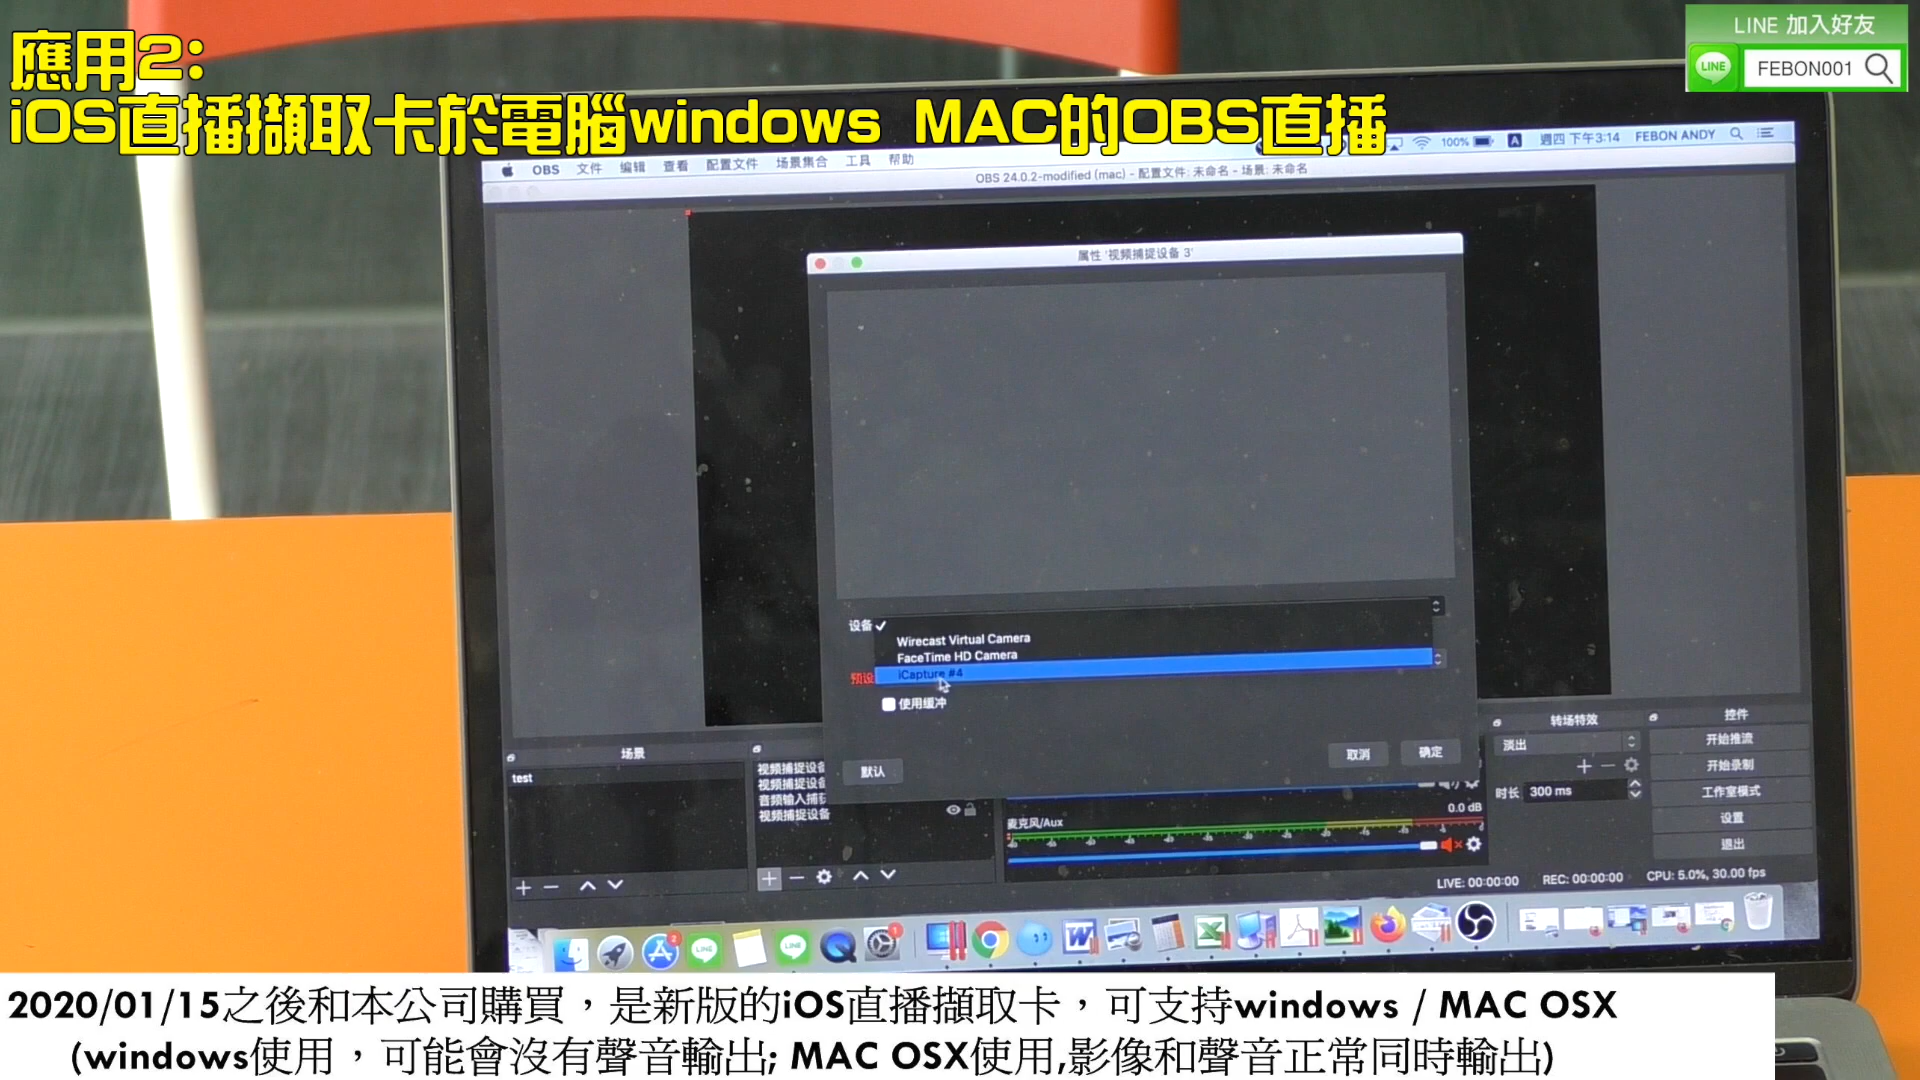 應用2:
iOS直播擷取卡於電腦windows MAC的OBS直播
LINE 加入好友
LINE
FEBON001
OBS 文件 编辑 查看 配置文件 场景集合 工具 帮助
100% A 週四 下午3:14 FEBON ANDY
OBS 24.0.2-modified (mac) - 配置文件: 未命名 - 场景: 未命名
属性 '视频捕捉设备 3'
设备
Wirecast Virtual Camera
FaceTime HD Camera
iCapture #4
预设
使用缓冲
默认
取消
确定
场景
test
视频捕捉设备
视频捕捉设备
音频输入捕获
视频捕捉设备
0.0 dB
麦克风/Aux
转场特效
淡出
时长 300 ms
控件
开始推流
开始录制
工作室模式
设置
退出
LIVE: 00:00:00 REC: 00:00:00 CPU: 5.0%, 30.00 fps
2020/01/15之後和本公司購買，是新版的iOS直播擷取卡，可支持windows / MAC OSX
(windows使用，可能會沒有聲音輸出; MAC OSX使用,影像和聲音正常同時輸出)